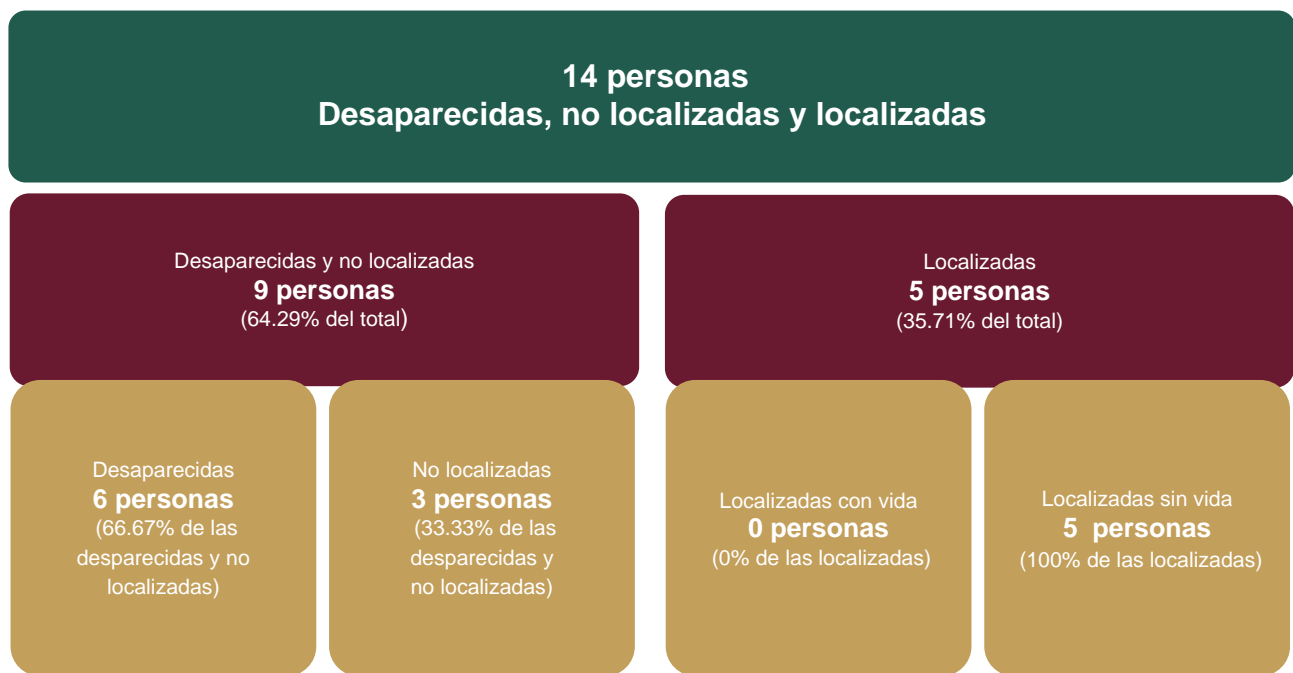 14 personas
Desaparecidas, no localizadas y localizadas
Desaparecidas y no localizadas
9 personas
(64.29% del total)
Localizadas
5 personas
(35.71% del total)
Desaparecidas
6 personas
(66.67% de las
desparecidas y no
localizadas)
No localizadas
3 personas
(33.33% de las
desparecidas y
no localizadas)
Localizadas con vida
0 personas
(0% de las localizadas)
Localizadas sin vida
5 personas
(100% de las localizadas)